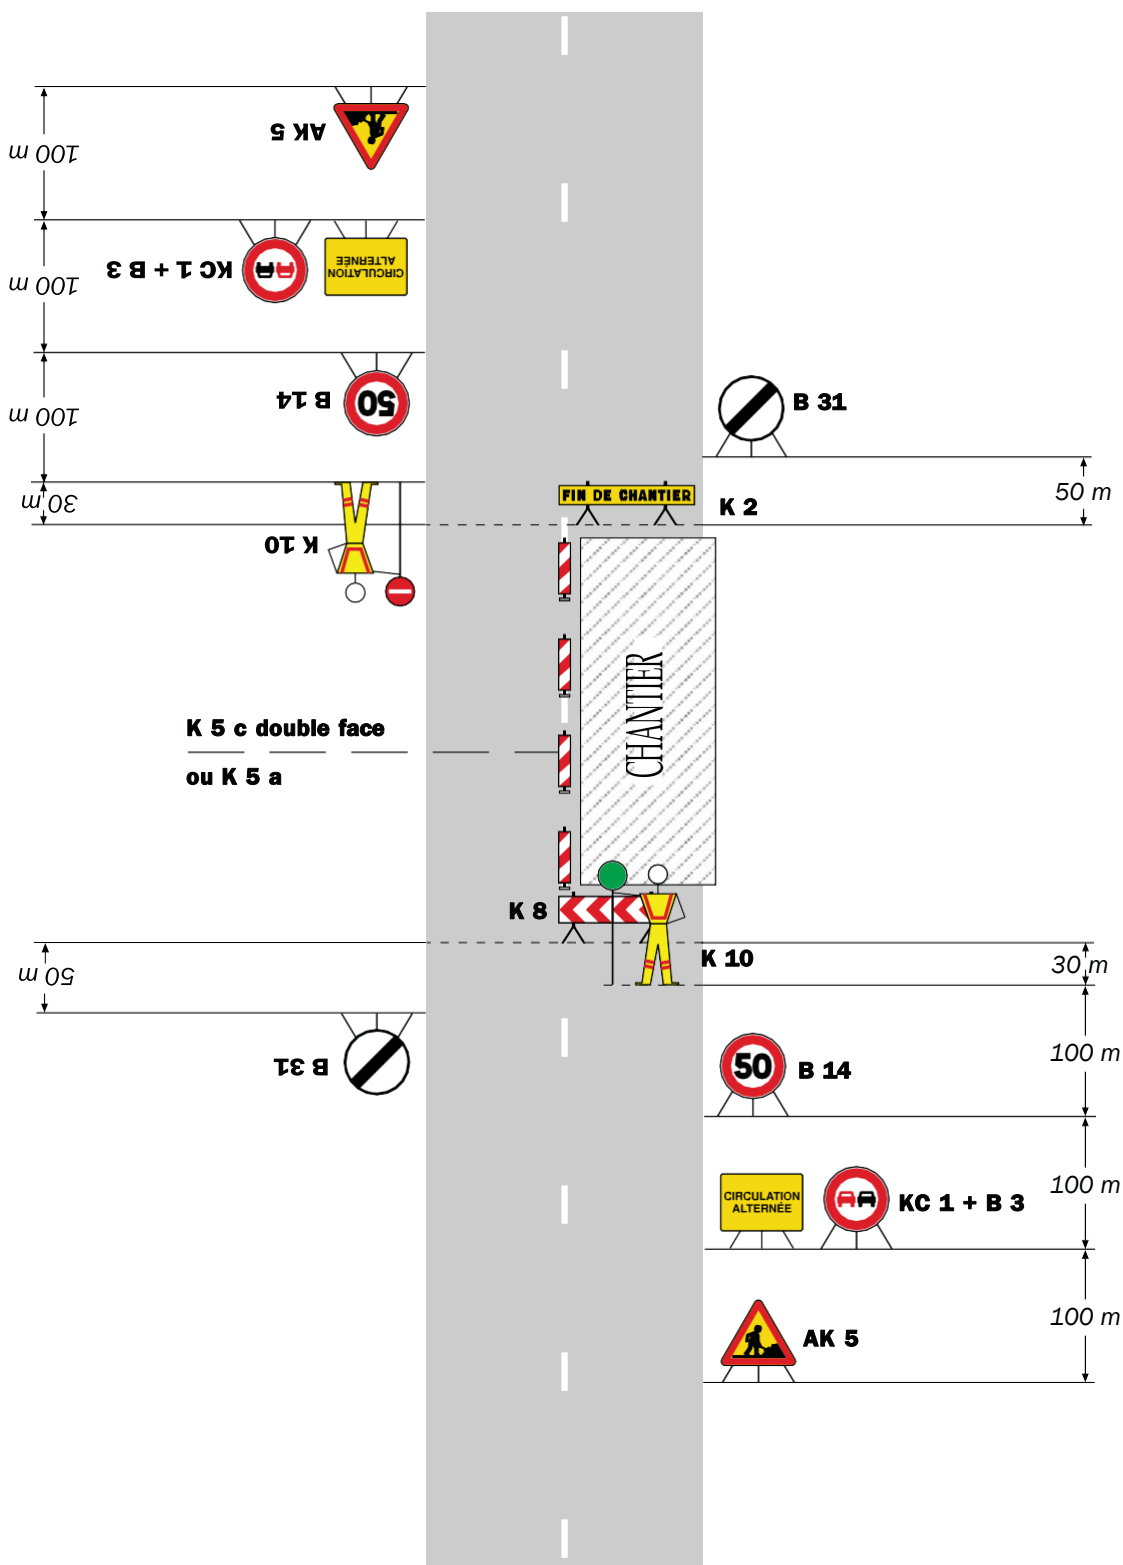 AK 5
100 m
KC 1 + B 3
CIRCULATION
ALTERNÉE
100 m
B 14
50
100 m
B 31
50 m
FIN DE CHANTIER
K 2
30 m
K 10
CHANTIER
K 5 c double face
ou K 5 a
K 8
K 10
30 m
50 m
B 31
50
B 14
100 m
CIRCULATION
ALTERNÉE
KC 1 + B 3
100 m
AK 5
100 m